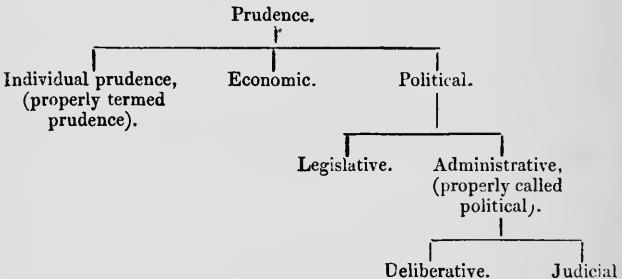 Prudence.
Individual prudence, Economic. Political.
(properly termed
prudence).
Legislative. Administrative,
(properly called
political).
Deliberative. Judicial